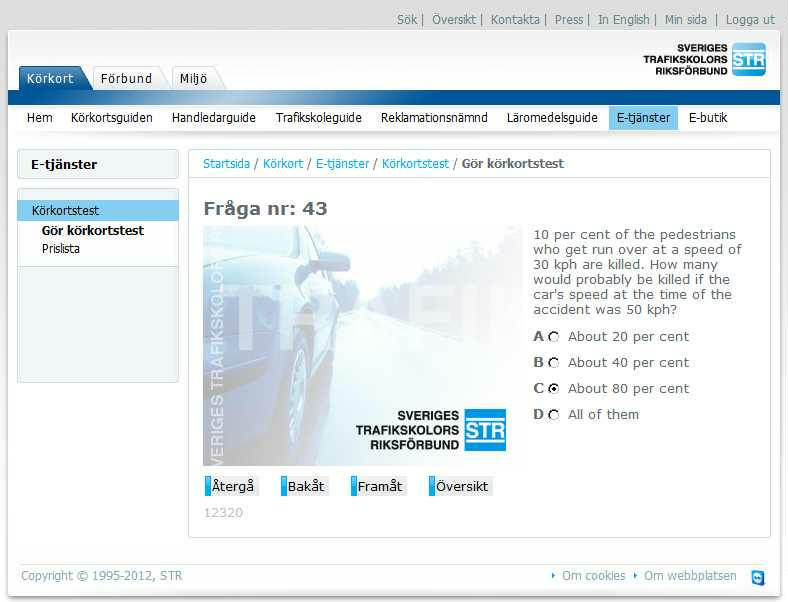 Sök | Översikt | Kontakta | Press | In English | Min sida | Logga ut
SVERIGES
TRAFIKSKOLORS
RIKSFÖRBUND
STR
Körkort Förbund Miljö
Hem Körkortsguiden Handledarguide Trafikskoleguide Reklamationsnämnd Läromedelsguide E-tjänster E-butik
E-tjänster
Körkortstest
Gör körkortstest
Prislista
Startsida / Körkort / E-tjänster / Körkortstest / Gör körkortstest
Fråga nr: 43
VERIGES TRAFIKSKOLOR
TRAFI
SVERIGES
TRAFIKSKOLORS
RIKSFÖRBUND
STR
10 per cent of the pedestrians
who get run over at a speed of
30 kph are killed. How many
would probably be killed if the
car's speed at the time of the
accident was 50 kph?
A About 20 per cent
B About 40 per cent
C About 80 per cent
D All of them
Återgå Bakåt Framåt Översikt
12320
Copyright © 1995-2012, STR
Om cookies Om webbplatsen